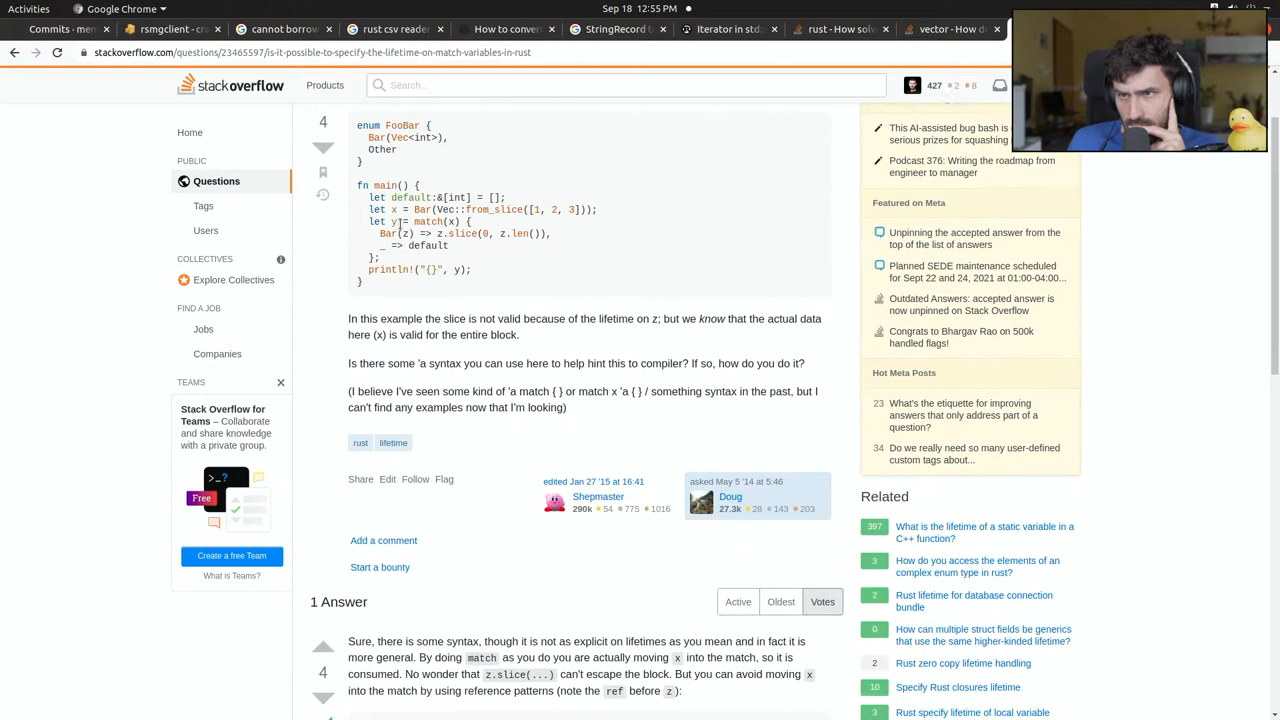 Activities
Google Chrome
Sep 18 12:55 PM
Commits - mem
rsmgclient - cra
cannot borrow
rust csv reader
How to convert
StringRecord to
Iterator in std::
rust - How solv
vector - How de
stackoverflow.com/questions/23465597/is-it-possible-to-specify-the-lifetime-on-match-variables-in-rust
stackoverflow
Products
Search...
427 2 8
Home
PUBLIC
Questions
Tags
Users
COLLECTIVES
Explore Collectives
FIND A JOB
Jobs
Companies
TEAMS
Stack Overflow for
Teams – Collaborate
and share knowledge
with a private group.
>_?
Free
Create a free Team
What is Teams?
4
enum FooBar {
Bar(Vec<int>),
Other
}
fn main() {
let default:&[int] = [];
let x = Bar(Vec::from_slice([1, 2, 3]));
let y = match(x) {
Bar(z) => z.slice(0, z.len()),
_ => default
};
println!("{}", y);
}
In this example the slice is not valid because of the lifetime on z; but we know that the actual data
here (x) is valid for the entire block.
Is there some 'a syntax you can use here to help hint this to compiler? If so, how do you do it?
(I believe I've seen some kind of 'a match { } or match x 'a { } / something syntax in the past, but I
can't find any examples now that I'm looking)
rust lifetime
Share Edit Follow Flag
edited Jan 27 '15 at 16:41
Shepmaster
290k 54 775 1016
asked May 5 '14 at 5:46
Doug
27.3k 28 143 203
Add a comment
Start a bounty
1 Answer
Active Oldest Votes
4
Sure, there is some syntax, though it is not as explicit on lifetimes as you mean and in fact it is
more general. By doing match as you do you are actually moving x into the match, so it is
consumed. No wonder that z.slice(...) can't escape the block. But you can avoid moving x
into the match by using reference patterns (note the ref before z):
This AI-assisted bug bash is
serious prizes for squashing
Podcast 376: Writing the roadmap from
engineer to manager
Featured on Meta
Unpinning the accepted answer from the
top of the list of answers
Planned SEDE maintenance scheduled
for Sept 22 and 24, 2021 at 01:00-04:00...
Outdated Answers: accepted answer is
now unpinned on Stack Overflow
Congrats to Bhargav Rao on 500k
handled flags!
Hot Meta Posts
23 What's the etiquette for improving
answers that only address part of a
question?
34 Do we really need so many user-defined
custom tags about...
Related
397 What is the lifetime of a static variable in a
C++ function?
3 How do you access the elements of an
complex enum type in rust?
2 Rust lifetime for database connection
bundle
0 How can multiple struct fields be generics
that use the same higher-kinded lifetime?
2 Rust zero copy lifetime handling
10 Specify Rust closures lifetime
3 Rust specify lifetime of local variable